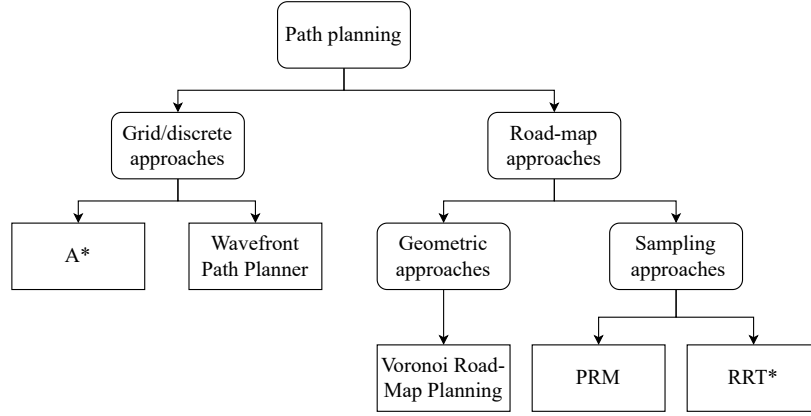 Path planning
Grid/discrete
approaches
Road-map
approaches
A*
Wavefront
Path Planner
Geometric
approaches
Sampling
approaches
Voronoi Road-
Map Planning
PRM
RRT*